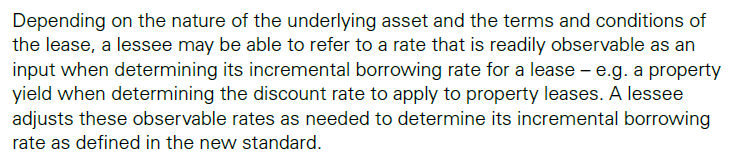 Depending on the nature of the underlying asset and the terms and conditions of
the lease, a lessee may be able to refer to a rate that is readily observable as an
input when determining its incremental borrowing rate for a lease – e.g. a property
yield when determining the discount rate to apply to property leases. A lessee
adjusts these observable rates as needed to determine its incremental borrowing
rate as defined in the new standard.